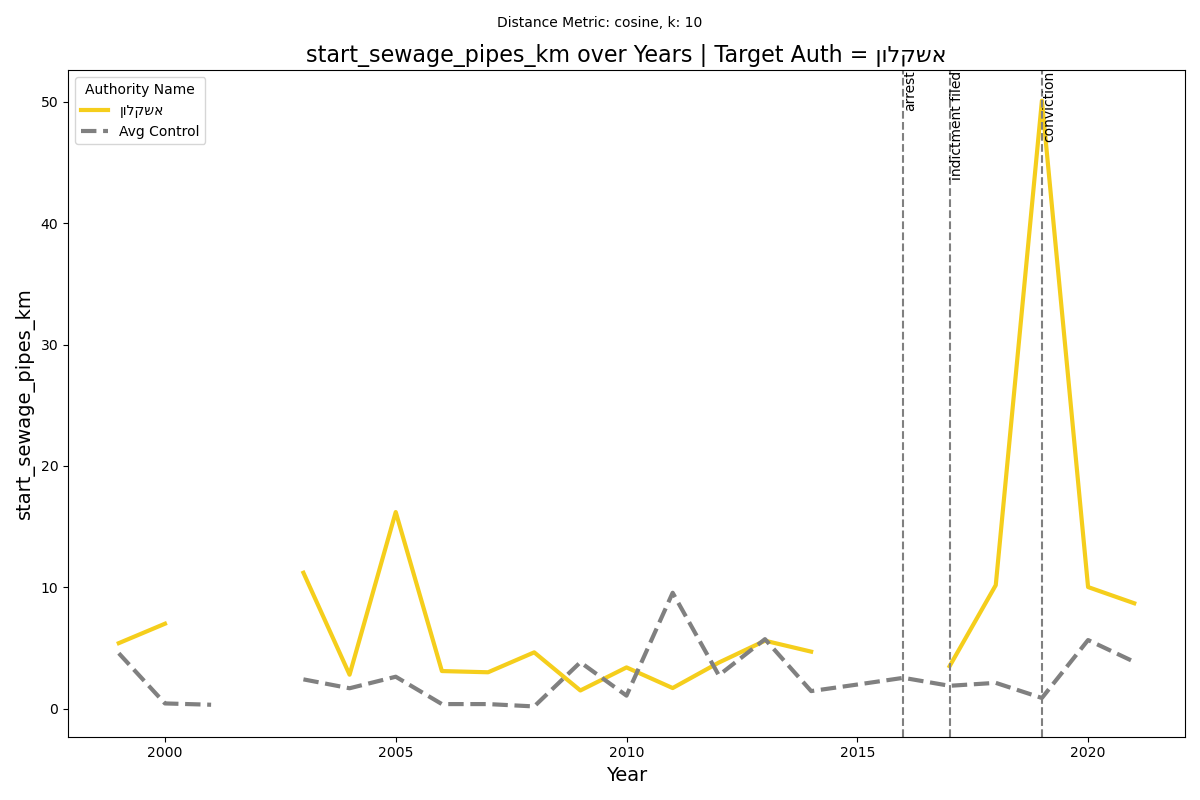 Distance Metric: cosine, k: 10
start_sewage_pipes_km over Years | Target Auth = אשקלון
Authority Name
אשקלון
Avg Control
arrest
indictment filed
conviction
start_sewage_pipes_km
50
40
30
20
10
0
2000
2005
2010
2015
2020
Year